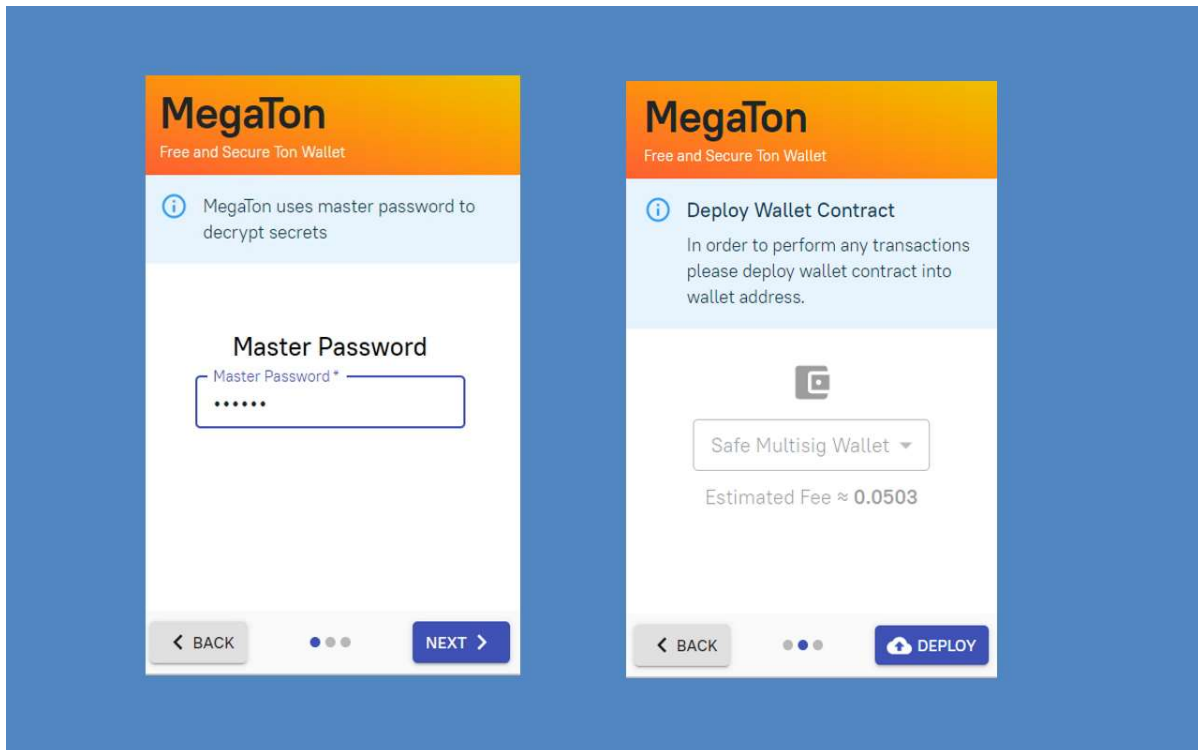 MegaTon
Free and Secure Ton Wallet
MegaTon uses master password to
decrypt secrets
Master Password
Master Password *
••••••
BACK
NEXT
MegaTon
Free and Secure Ton Wallet
Deploy Wallet Contract
In order to perform any transactions
please deploy wallet contract into
wallet address.
Safe Multisig Wallet
Estimated Fee ≈ 0.0503
BACK
DEPLOY